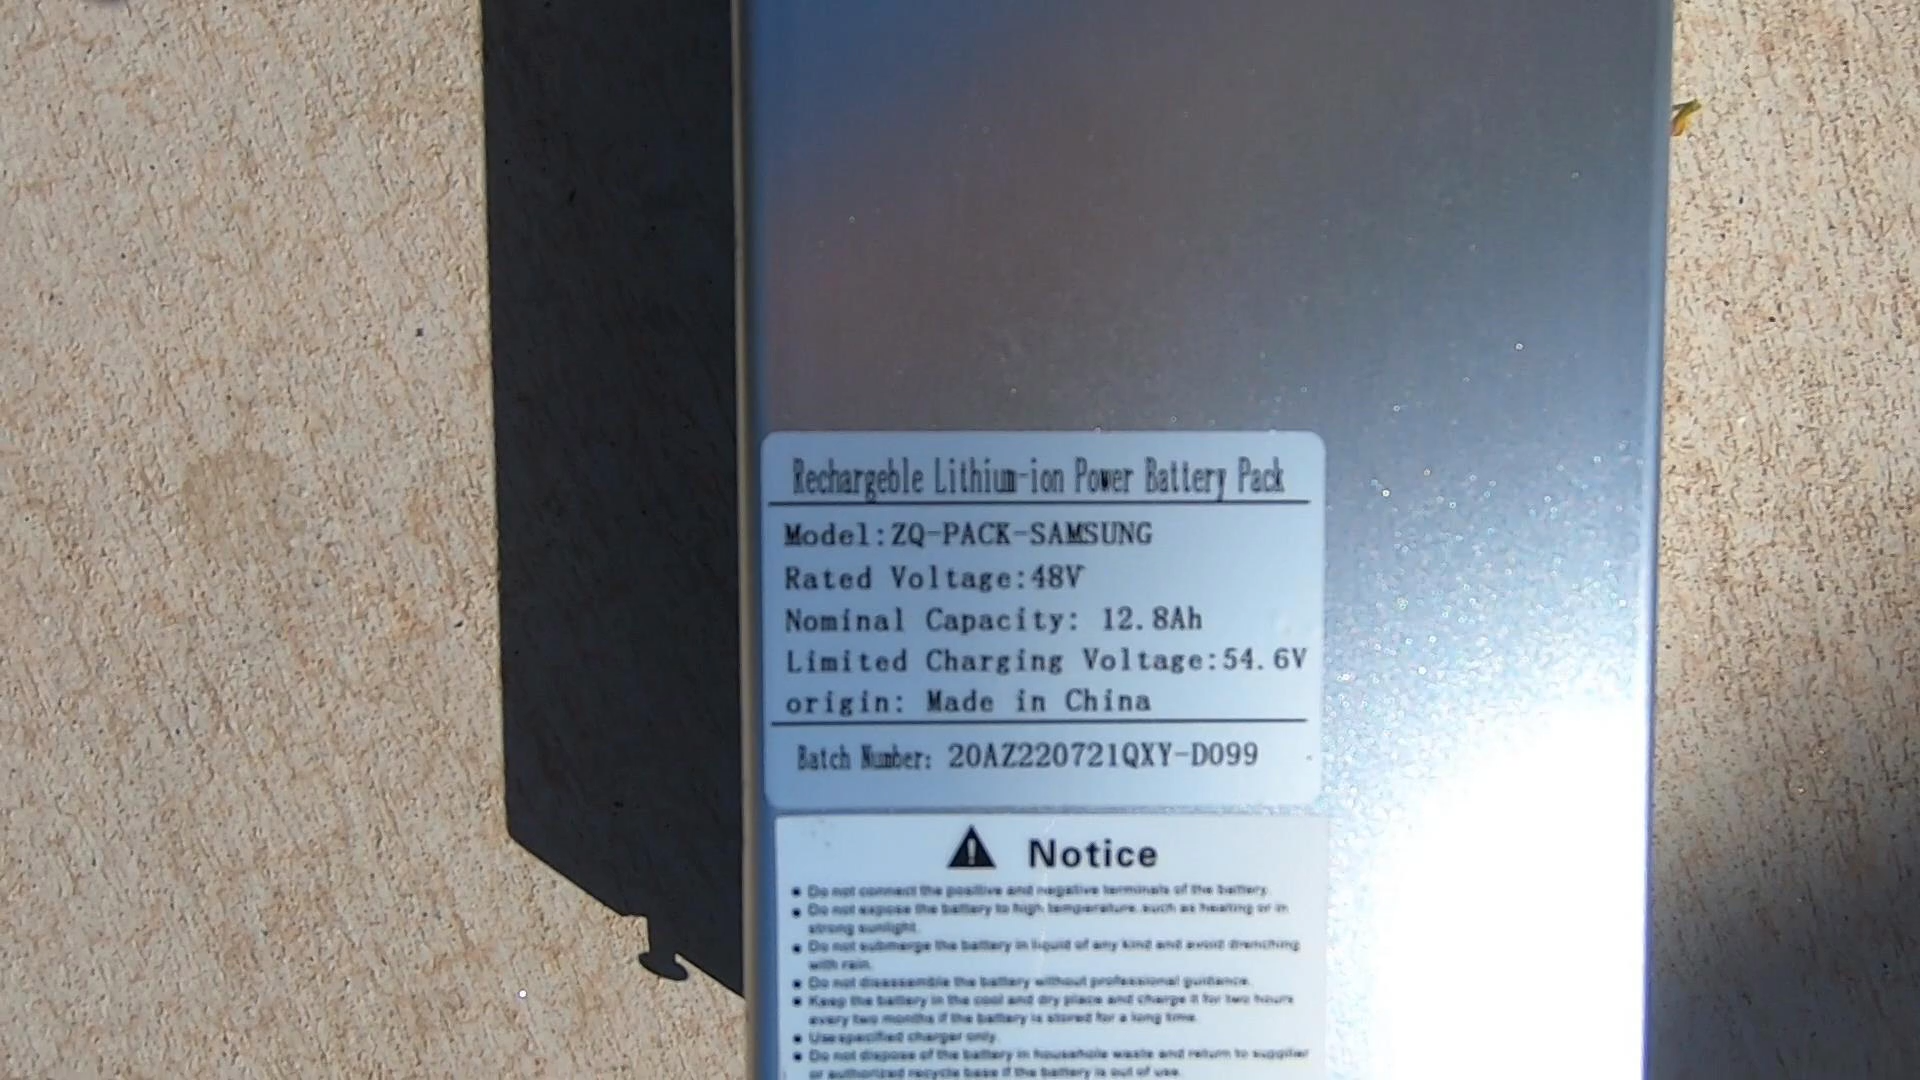 Rechargeble Lithium-ion Power Battery Pack
Model:ZQ-PACK-SAMSUNG
Rated Voltage:48V
Nominal Capacity: 12.8Ah
Limited Charging Voltage:54.6V
origin: Made in China
Batch Number: 20AZ220721QXY-D099
Notice
Do not connect the positive and negative terminals of the battery.
Do not expose the battery to high temperature such as heating or in
strong sunlight.
Do not submerge the battery in liquid of any kind and avoid drenching
with rain.
Do not disassemble the battery without professional guidance.
Keep the battery in the cool and dry place and charge it for two hours
every two months if the battery is stored for a long time.
Use specified charger only.
Do not dispose of the battery in household waste and return to supplier
or authorized recycle base if the battery is out of use.